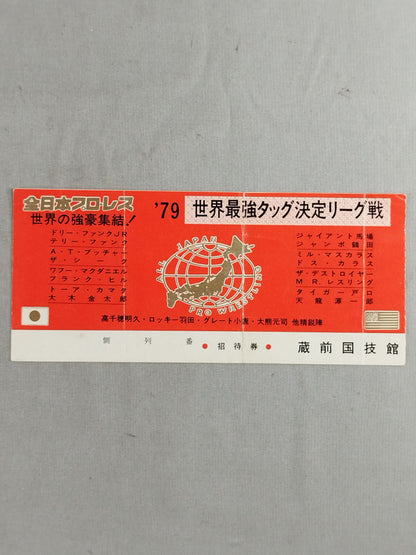 全日本プロレス
世界の強豪集結!
'79 世界最強タッグ決定リーグ戦
ドリー・ファンクJR
テリー・ファンク
A・T・ブッチャー
ザ・シーク
ワフー・マクダニエル
フランク・ヒル
トーア・カマタ
大木金太郎
ALL JAPAN
PRO WRESTLING
ジャイアント馬場
ジャンボ鶴田
ミル・マスカラス
ドス・カラス
ザ・デストロイヤー
MR.レスリング
タイガー戸口
天龍源一郎
高千穂明久・ロッキー羽田・グレート小鹿・大熊元司 他精鋭陣
側 列 番 ● 招待券 ● 蔵前国技館